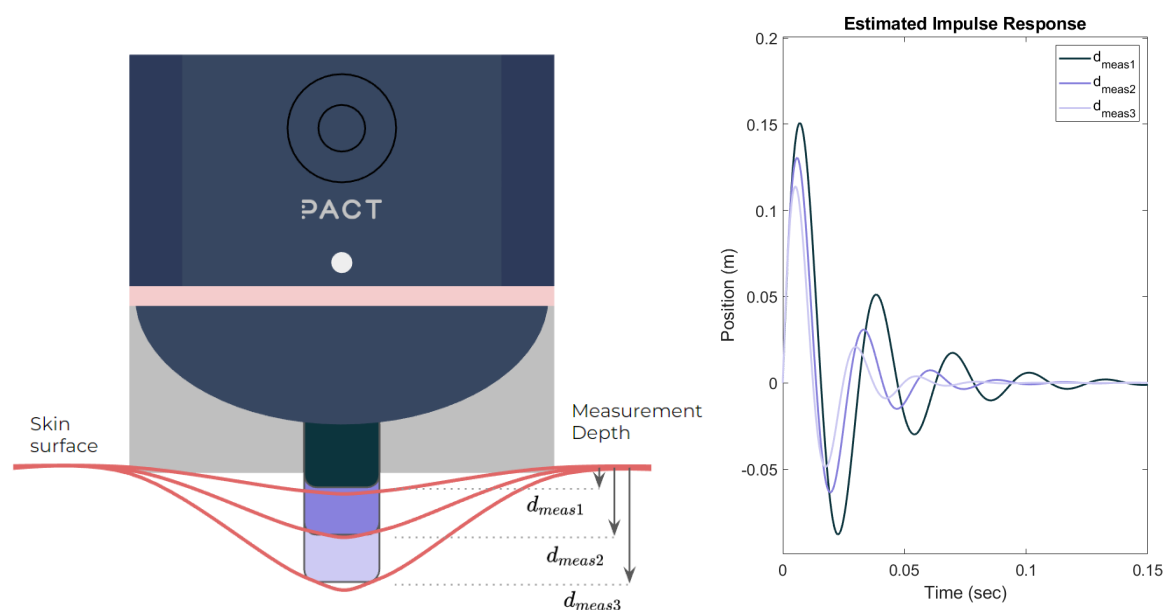 PACT
Skin
surface
Measurement
Depth
d_meas1
d_meas2
d_meas3
Estimated Impulse Response
d_meas1
d_meas2
d_meas3
0.2
0.15
0.1
0.05
0
-0.05
Position (m)
0
0.05
0.1
0.15
Time (sec)